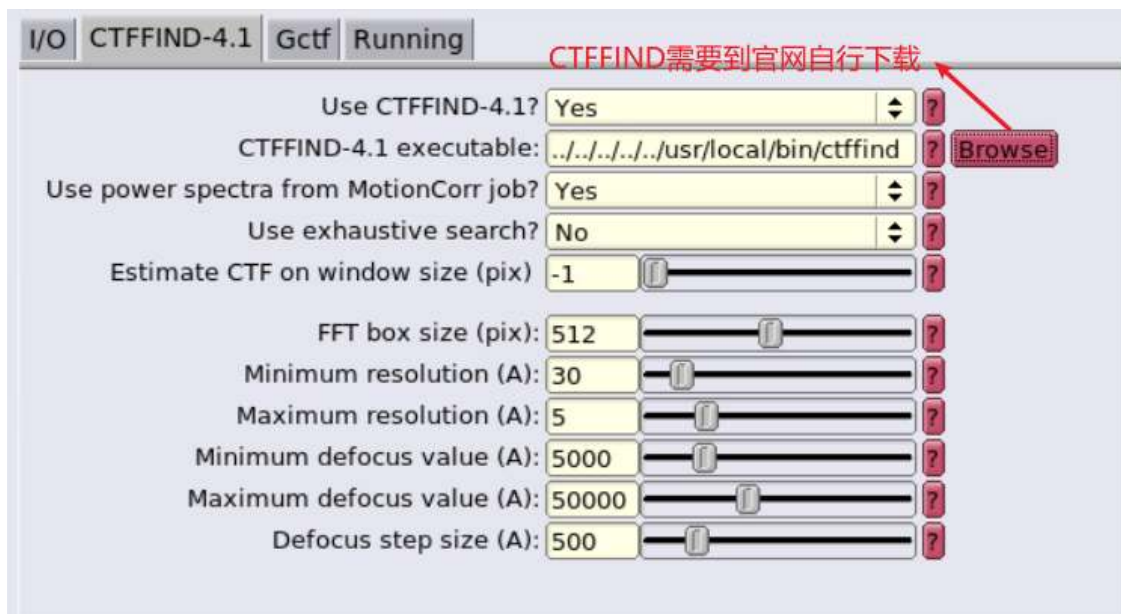 I/O CTFFIND-4.1 Gctf Running
CTFFIND需要到官网自行下载
Use CTFFIND-4.1? Yes ?
CTFFIND-4.1 executable: ../../../../../usr/local/bin/ctffind ? Browse
Use power spectra from MotionCorr job? Yes ?
Use exhaustive search? No ?
Estimate CTF on window size (pix) -1 ?
FFT box size (pix): 512 ?
Minimum resolution (A): 30 ?
Maximum resolution (A): 5 ?
Minimum defocus value (A): 5000 ?
Maximum defocus value (A): 50000 ?
Defocus step size (A): 500 ?